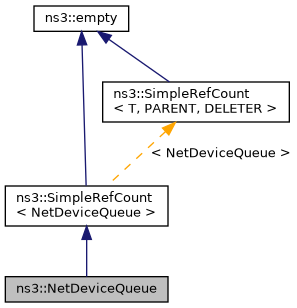 ns3::empty
ns3::SimpleRefCount
< T, PARENT, DELETER >
< NetDeviceQueue >
ns3::SimpleRefCount
< NetDeviceQueue >
ns3::NetDeviceQueue